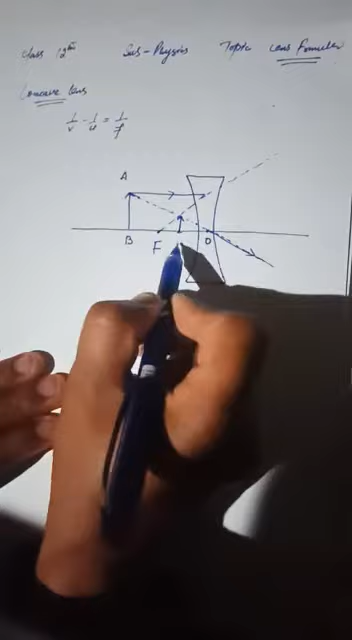 class 12th Sub - Physics Topic Lens Formula
Concave Lens
1/v - 1/u = 1/f
A
B F O